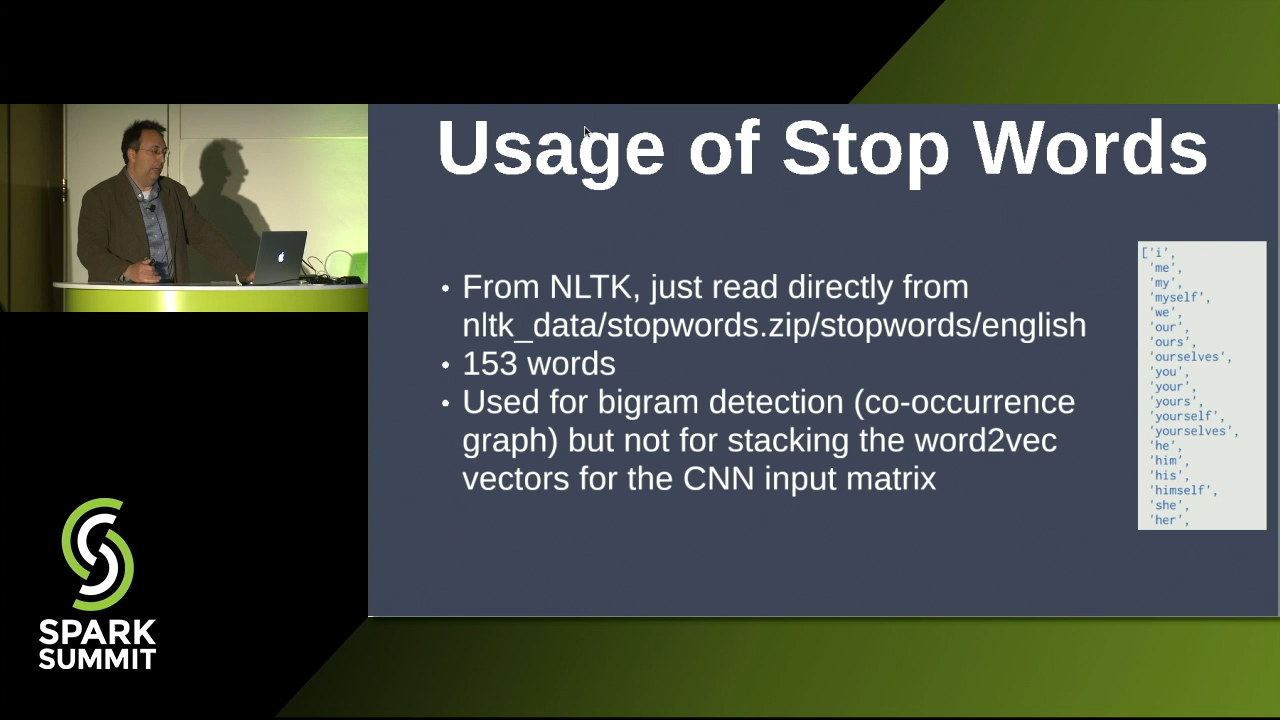 Usage of Stop Words
• From NLTK, just read directly from
nltk_data/stopwords.zip/stopwords/english
• 153 words
• Used for bigram detection (co-occurrence
graph) but not for stacking the word2vec
vectors for the CNN input matrix
['i',
'me',
'my',
'myself',
'we',
'our',
'ours',
'ourselves',
'you',
'your',
'yours',
'yourself',
'yourselves',
'he'
'him',
'his',
'himself',
'she',
'her',
SPARK
SUMMIT